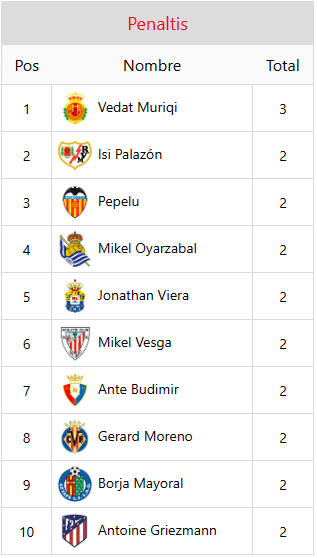 Penaltis
Pos Nombre Total
1 Vedat Muriqi 3
2 Isi Palazón 2
3 Pepelu 2
4 Mikel Oyarzabal 2
5 Jonathan Viera 2
6 Mikel Vesga 2
7 Ante Budimir 2
8 Gerard Moreno 2
9 Borja Mayoral 2
10 Antoine Griezmann 2